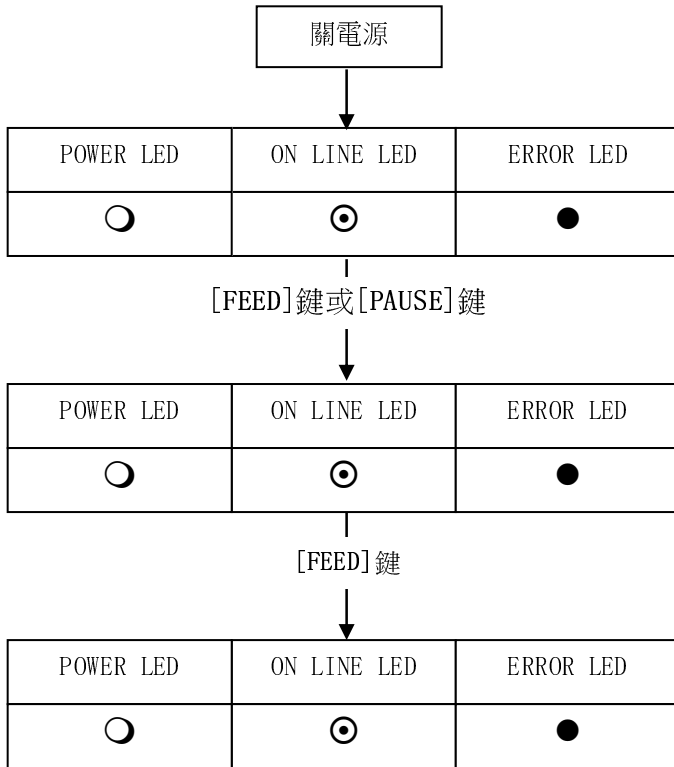 關電源
POWER LED ON LINE LED ERROR LED
❍ ⊙ ●
[FEED]鍵或[PAUSE]鍵
POWER LED ON LINE LED ERROR LED
❍ ⊙ ●
[FEED]鍵
POWER LED ON LINE LED ERROR LED
❍ ⊙ ●